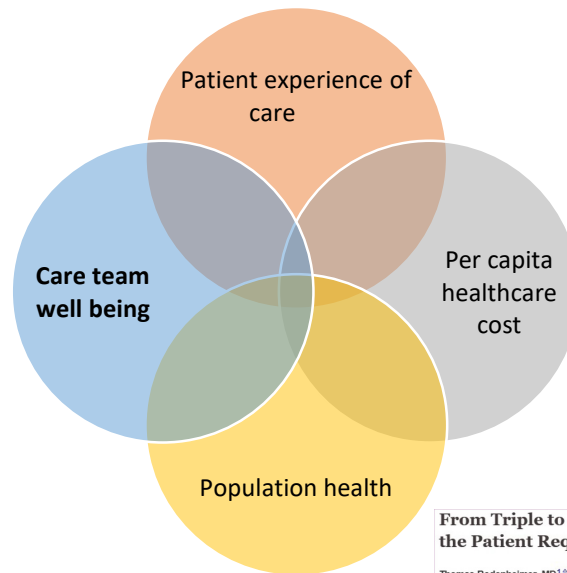 Patient experience of
care
Care team
well being
Per capita
healthcare
cost
Population health
From Triple to
the Patient Req